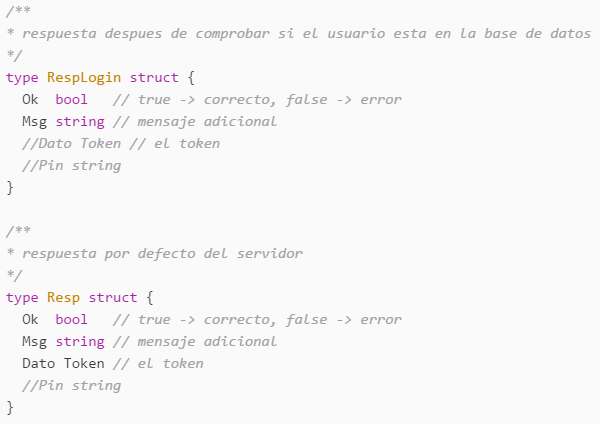 /**
* respuesta despues de comprobar si el usuario esta en la base de datos
*/
type RespLogin struct {
  Ok  bool   // true -> correcto, false -> error
  Msg string // mensaje adicional
  //Dato Token // el token
  //Pin string
}

/**
* respuesta por defecto del servidor
*/
type Resp struct {
  Ok  bool   // true -> correcto, false -> error
  Msg string // mensaje adicional
  Dato Token // el token
  //Pin string
}